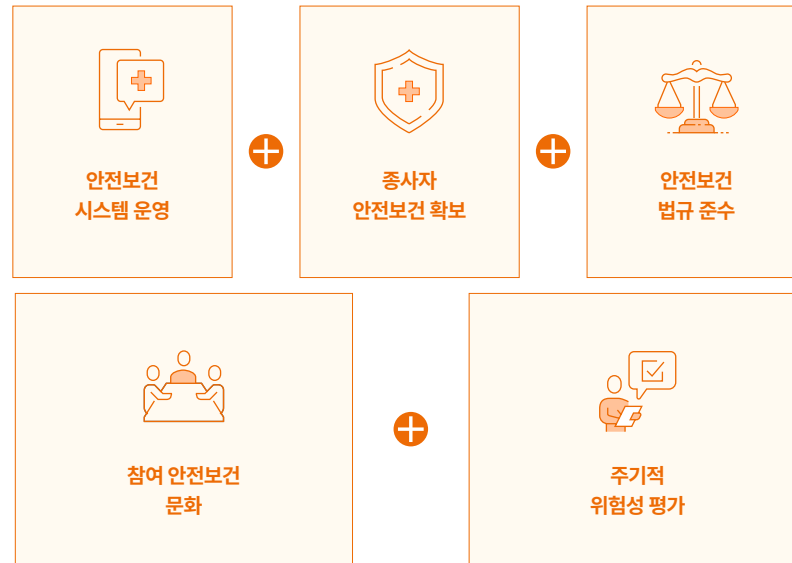 안전보건
시스템 운영
종사자
안전보건 확보
안전보건
법규 준수
참여 안전보건
문화
주기적
위험성 평가